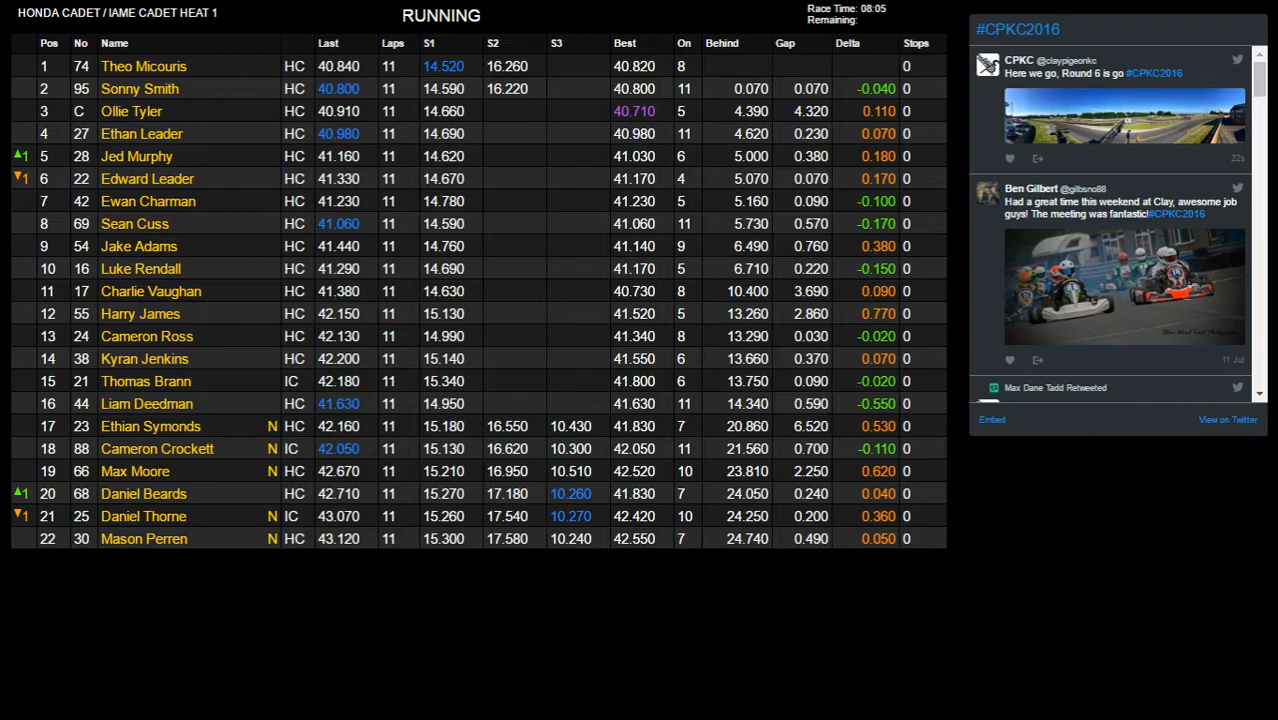 HONDA CADET / IAME CADET HEAT 1 RUNNING Race Time: 08:05
Remaining:
Pos No Name Last Laps S1 S2 S3 Best On Behind Gap Delta Stops
1 74 Theo Micouris HC 40.840 11 14.520 16.260 40.820 8 0
2 95 Sonny Smith HC 40.800 11 14.590 16.220 40.800 11 0.070 0.070 -0.040 0
3 C Ollie Tyler HC 40.910 11 14.660 40.710 5 4.390 4.320 0.110 0
4 27 Ethan Leader HC 40.980 11 14.690 40.980 11 4.620 0.230 0.070 0
▲1 5 28 Jed Murphy HC 41.160 11 14.620 41.030 6 5.000 0.380 0.180 0
▼1 6 22 Edward Leader HC 41.330 11 14.670 41.170 4 5.070 0.070 0.170 0
7 42 Ewan Charman HC 41.230 11 14.780 41.230 5 5.160 0.090 -0.100 0
8 69 Sean Cuss HC 41.060 11 14.590 41.060 11 5.730 0.570 -0.170 0
9 54 Jake Adams HC 41.440 11 14.760 41.140 9 6.490 0.760 0.380 0
10 16 Luke Rendall HC 41.290 11 14.690 41.170 5 6.710 0.220 -0.150 0
11 17 Charlie Vaughan HC 41.380 11 14.630 40.730 8 10.400 3.690 0.090 0
12 55 Harry James HC 42.150 11 15.130 41.520 5 13.260 2.860 0.770 0
13 24 Cameron Ross HC 42.130 11 14.990 41.340 8 13.290 0.030 -0.020 0
14 38 Kyran Jenkins HC 42.200 11 15.140 41.550 6 13.660 0.370 0.070 0
15 21 Thomas Brann IC 42.180 11 15.340 41.800 6 13.750 0.090 -0.020 0
16 44 Liam Deedman HC 41.630 11 14.950 41.630 11 14.340 0.590 -0.550 0
17 23 Ethian Symonds N HC 42.160 11 15.180 16.550 10.430 41.830 7 20.860 6.520 0.530 0
18 88 Cameron Crockett N IC 42.050 11 15.130 16.620 10.300 42.050 11 21.560 0.700 -0.110 0
19 66 Max Moore N HC 42.670 11 15.210 16.950 10.510 42.520 10 23.810 2.250 0.620 0
▲1 20 68 Daniel Beards HC 42.710 11 15.270 17.180 10.260 41.830 7 24.050 0.240 0.040 0
▼1 21 25 Daniel Thorne N IC 43.070 11 15.260 17.540 10.270 42.420 10 24.250 0.200 0.360 0
22 30 Mason Perren N HC 43.120 11 15.300 17.580 10.240 42.550 7 24.740 0.490 0.050 0
#CPKC2016
CPKC @claypigeonkc
Here we go, Round 6 is go #CPKC2016
22s
Ben Gilbert @gilbsno88
Had a great time this weekend at Clay, awesome job
guys! The meeting was fantastic!#CPKC2016
11 Jul
Max Dane Tadd Retweeted
Embed View on Twitter